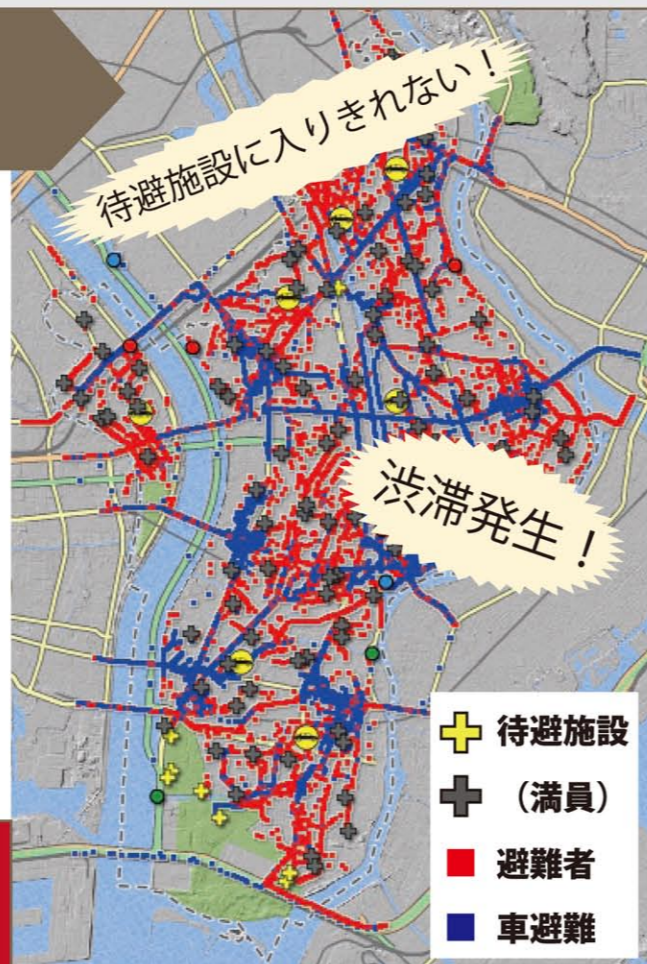 待避施設に入りきれない！
渋滞発生！
待避施設
（満員）
避難者
車避難